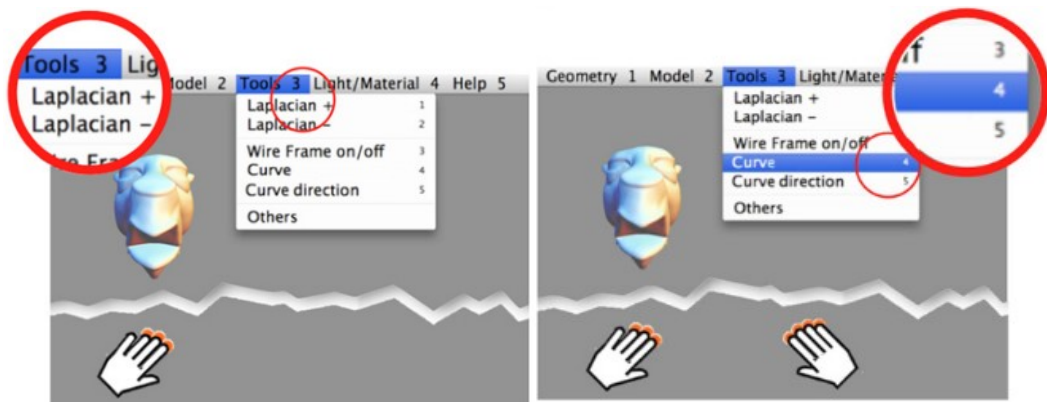 Tools 3 Lig
Laplacian +
Laplacian −
Model 2 Tools 3 Light/Material 4 Help 5
Laplacian + 1
Laplacian − 2
Wire Frame on/off 3
Curve 4
Curve direction 5
Others
Geometry 1 Model 2 Tools 3 Light/Mater
Laplacian +
Laplacian −
Wire Frame on/off
Curve 4
Curve direction 5
Others
3
4
5